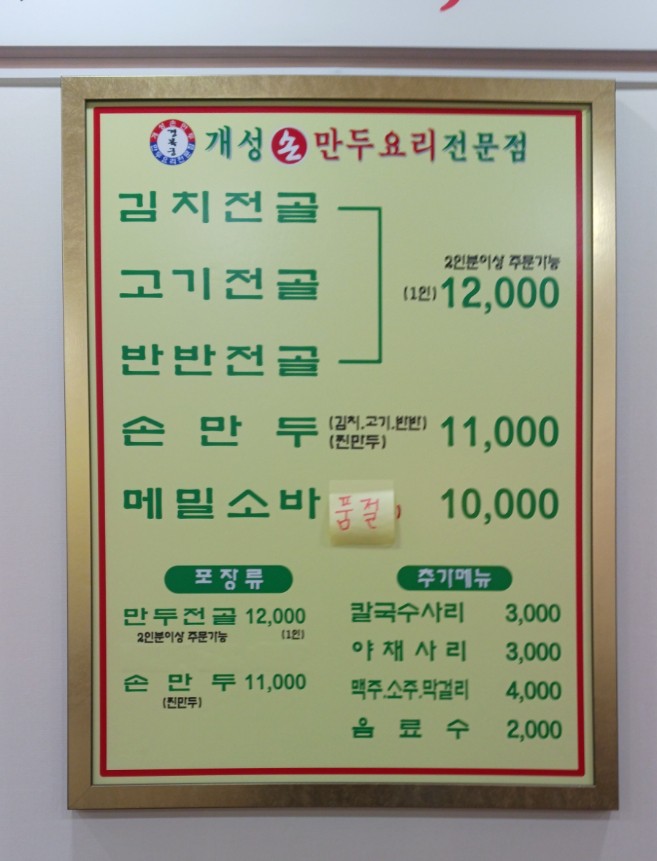 경복궁
개성손만두요리전문점
김치전골
고기전골
반반전골
2인분이상 주문가능
(1인) 12,000
손만두 (김치.고기.반반) 11,000
(찐만두)
메밀소바 품절 ) 10,000
포장류
만두전골 12,000
2인분이상 주문가능 (1인)
손만두 11,000
(찐만두)
추가메뉴
칼국수사리 3,000
야채사리 3,000
맥주.소주.막걸리 4,000
음료수 2,000